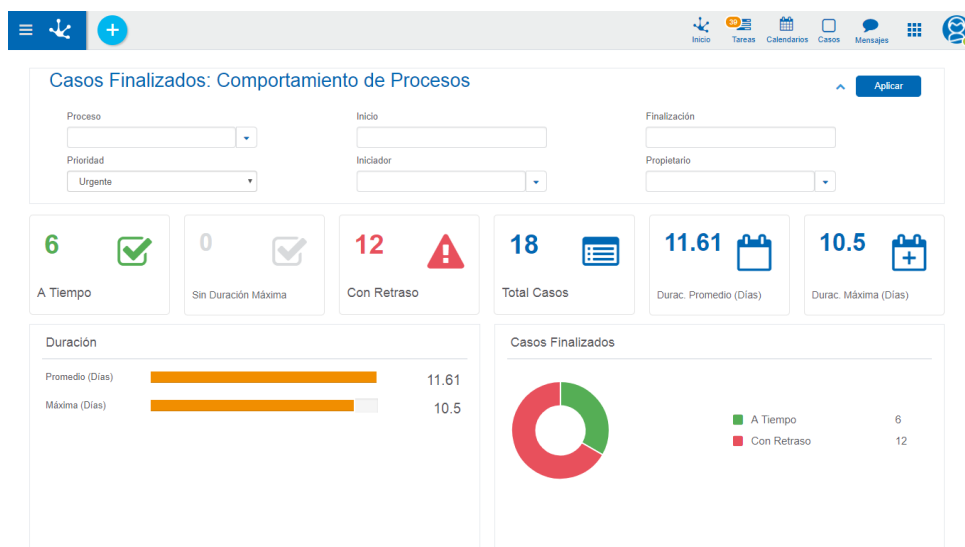 39
Inicio Tareas Calendarios Casos Mensajes
Casos Finalizados: Comportamiento de Procesos
Aplicar
Proceso Inicio Finalización
Prioridad Iniciador Propietario
Urgente
6 0 12 18 11.61 10.5
A Tiempo Sin Duración Máxima Con Retraso Total Casos Durac. Promedio (Días) Durac. Máxima (Días)
Duración
Promedio (Días) 11.61
Máxima (Días) 10.5
Casos Finalizados
A Tiempo 6
Con Retraso 12